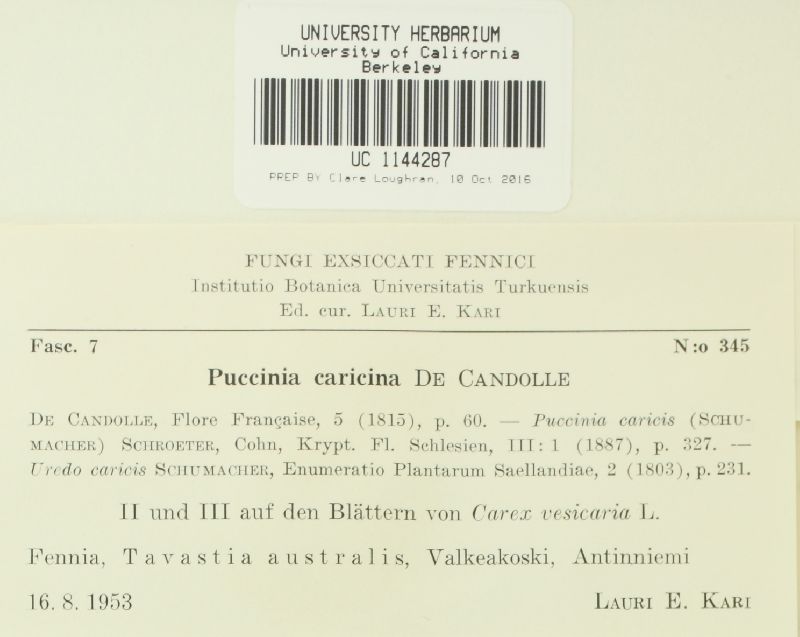 UNIVERSITY HERBARIUM
University of California
Berkeley
UC 1144287
PREP BY Clare Loughran, 10 Oct 2016
FUNGI EXSICCATI FENNICI
Institutio Botanica Universitatis Turkuensis
Ed. cur. LAURI E. KARI
Fasc. 7 N:o 345
Puccinia caricina DE CANDOLLE
DE CANDOLLE, Flore Française, 5 (1815), p. 60. — Puccinia caricis (SCHU-
MACHER) SCHROETER, Cohn, Krypt. Fl. Schlesien, III: 1 (1887), p. 327. —
Uredo caricis SCHUMACHER, Enumeratio Plantarum Saellandiae, 2 (1803), p. 231.
II und III auf den Blättern von Carex vesicaria L.
Fennia, Tavastia australis, Valkeakoski, Antinniemi
16. 8. 1953 LAURI E. KARI